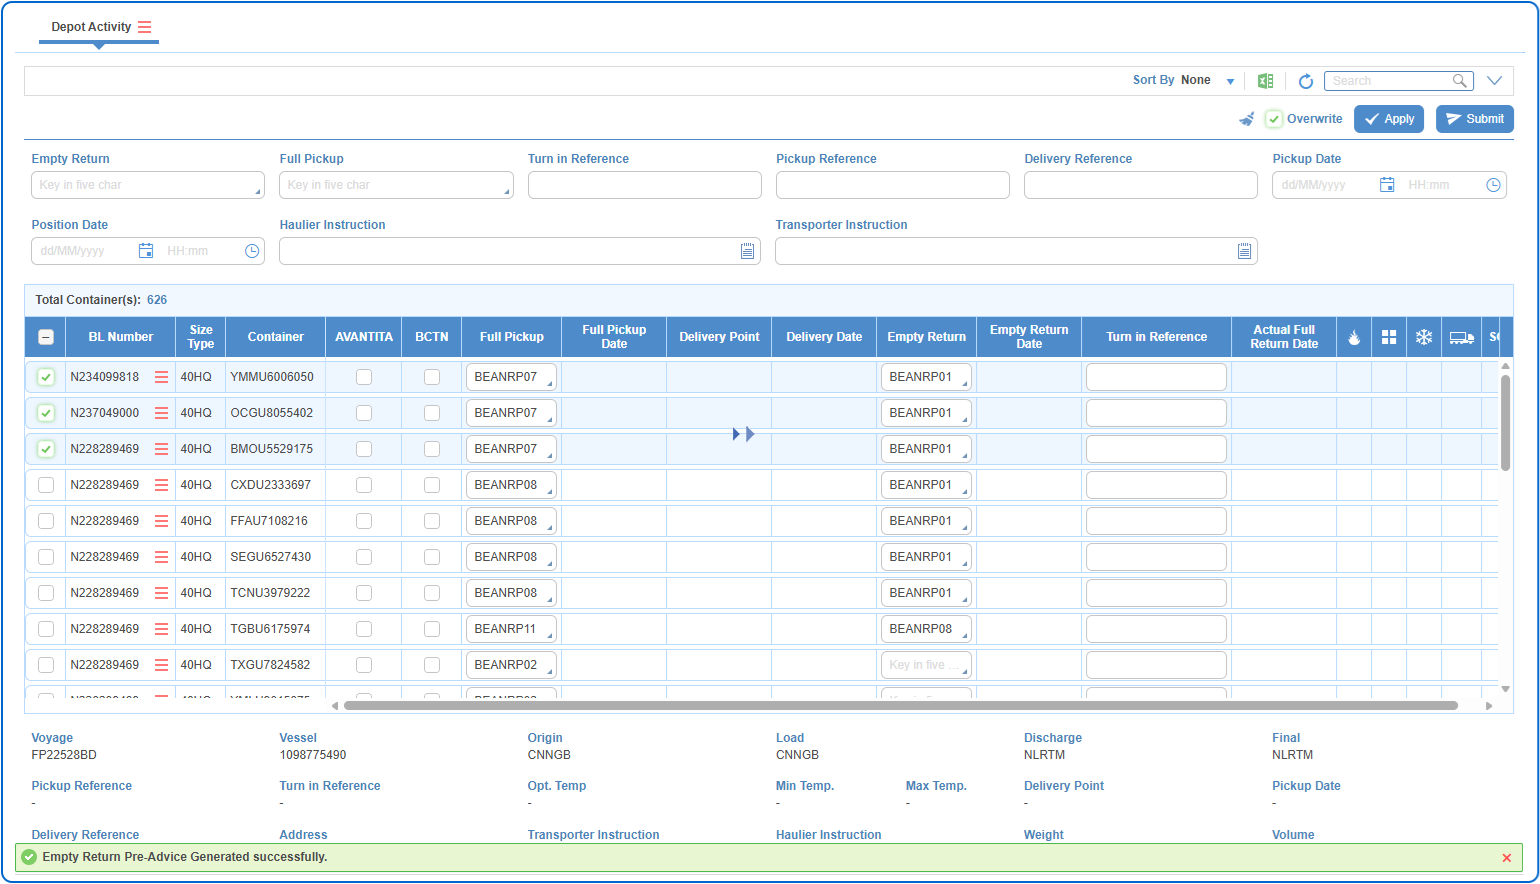 Depot Activity
Sort By None
Search
Overwrite Apply Submit
Empty Return Full Pickup Turn in Reference Pickup Reference Delivery Reference Pickup Date
Key in five char Key in five char dd/MM/yyyy HH:mm
Position Date Haulier Instruction Transporter Instruction
dd/MM/yyyy HH:mm
Total Container(s): 626
BL Number Size Type Container AVANTITA BCTN Full Pickup Full Pickup Date Delivery Point Delivery Date Empty Return Empty Return Date Turn in Reference Actual Full Return Date
N234099818 40HQ YMMU6006050 BEANRP07 BEANRP01
N237049000 40HQ OCGU8055402 BEANRP07 BEANRP01
N228289469 40HQ BMOU5529175 BEANRP07 BEANRP01
N228289469 40HQ CXDU2333697 BEANRP08 BEANRP01
N228289469 40HQ FFAU7108216 BEANRP08 BEANRP01
N228289469 40HQ SEGU6527430 BEANRP08 BEANRP01
N228289469 40HQ TCNU3979222 BEANRP08 BEANRP01
N228289469 40HQ TGBU6175974 BEANRP11 BEANRP08
N228289469 40HQ TXGU7824582 BEANRP02 Key in five ...
Voyage Vessel Origin Load Discharge Final
FP22528BD 1098775490 CNNGB CNNGB NLRTM NLRTM
Pickup Reference Turn in Reference Opt. Temp Min Temp. Max Temp. Delivery Point Pickup Date
- - - - - - -
Delivery Reference Address Transporter Instruction Haulier Instruction Weight Volume
Empty Return Pre-Advice Generated successfully.